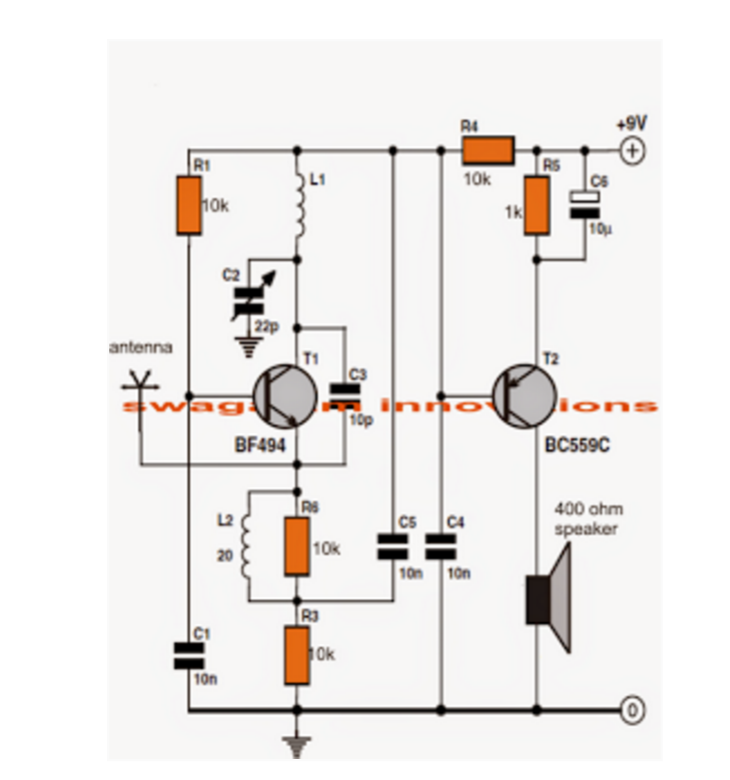 R4
+9V
+
R1
L1
R5
C6
10k
10k
1k
10µ
C2
22p
antenna
T1
T2
C3
10p
BF494
BC559C
L2
20
R6
10k
C5
C4
10n
10n
400 ohm
speaker
R3
10k
C1
10n
0